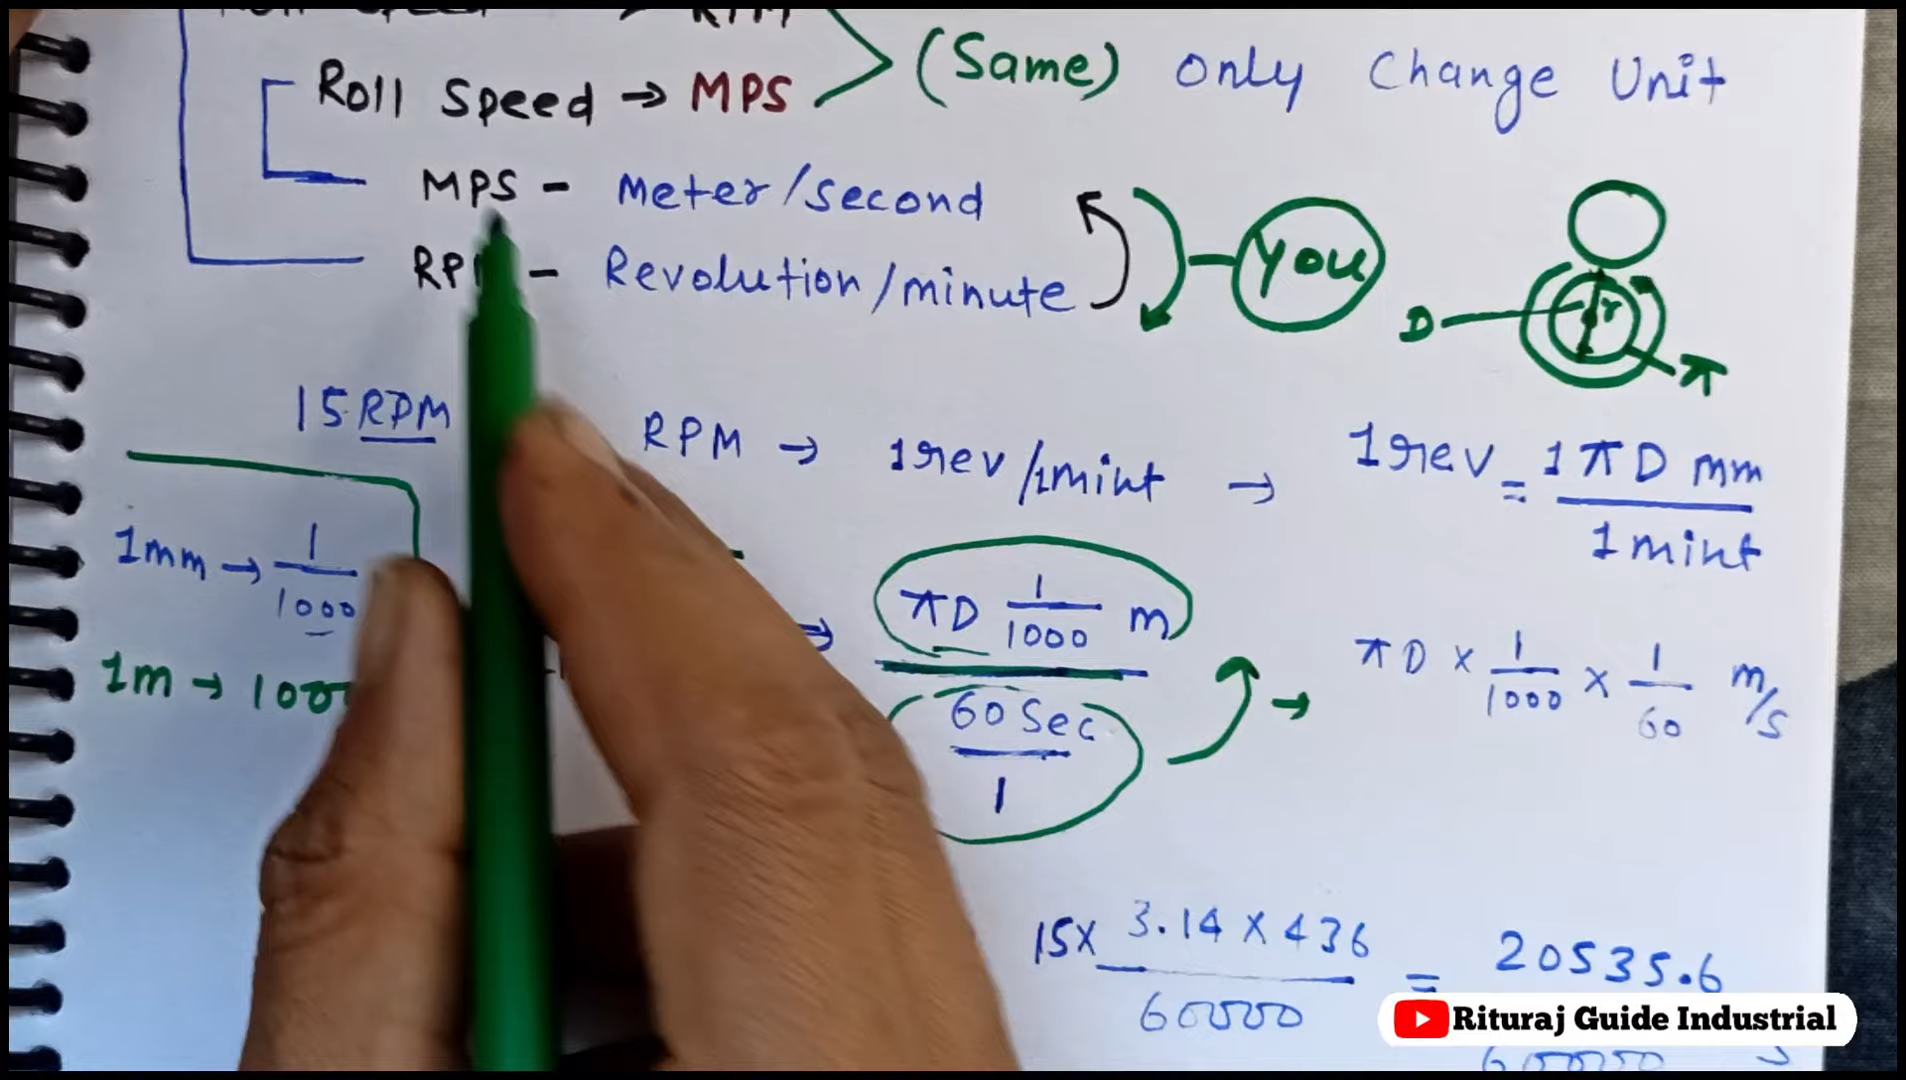 Roll Speed → MPS (Same) Only Change Unit
MPS - Meter/Second
RP - Revolution/minute
YOU
D
r
π
15 RPM
RPM → 1rev/1mint → 1rev = 1πD mm
1mint
1mm → 1
1000
1m → 100
πD 1/1000 m
60 Sec
1
→ πD × 1/1000 × 1/60 m/s
15× 3.14 × 436 = 20535.6
60000
Rituraj Guide Industrial